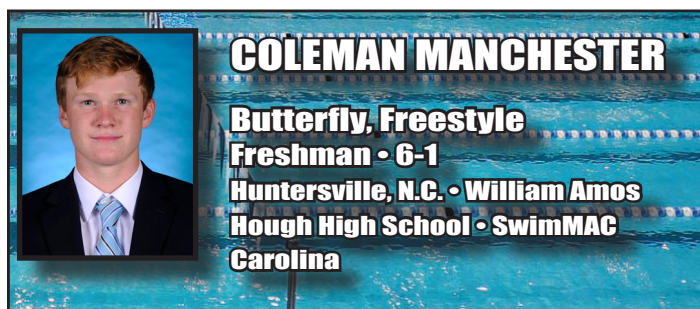 COLEMAN MANCHESTER
Butterfly, Freestyle
Freshman • 6-1
Huntersville, N.C. • William Amos
Hough High School • SwimMAC
Carolina